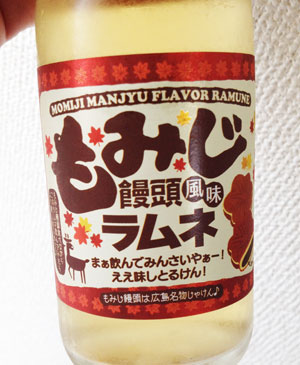 MOMIJI MANJYU FLAVOR RAMUNE
もみじ
饅頭風味
ラムネ
まぁ飲んでみんさいやぁー！
ええ味しとるけん！
もみじ饅頭は広島名物じゃけん♪